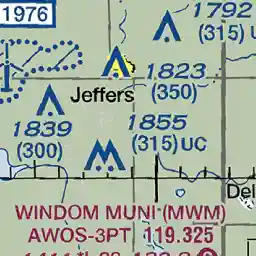 1976
1792
(315) U
1823
(350)
Jeffers
1839
(300)
1855
(315) UC
Del
WINDOM MUNI (MWM)
AWOS-3PT 119.325